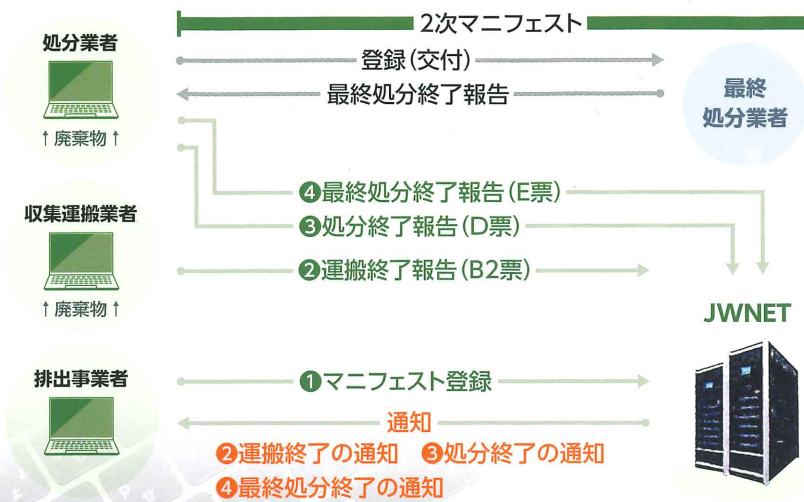 2次マニフェスト
処分業者
登録(交付)
最終処分終了報告
最終
処分業者
↑廃棄物↑
❹最終処分終了報告(E票)
❸処分終了報告(D票)
収集運搬業者
❷運搬終了報告(B2票)
↑廃棄物↑
JWNET
排出事業者
❶マニフェスト登録
通知
❷運搬終了の通知 ❸処分終了の通知
❹最終処分終了の通知